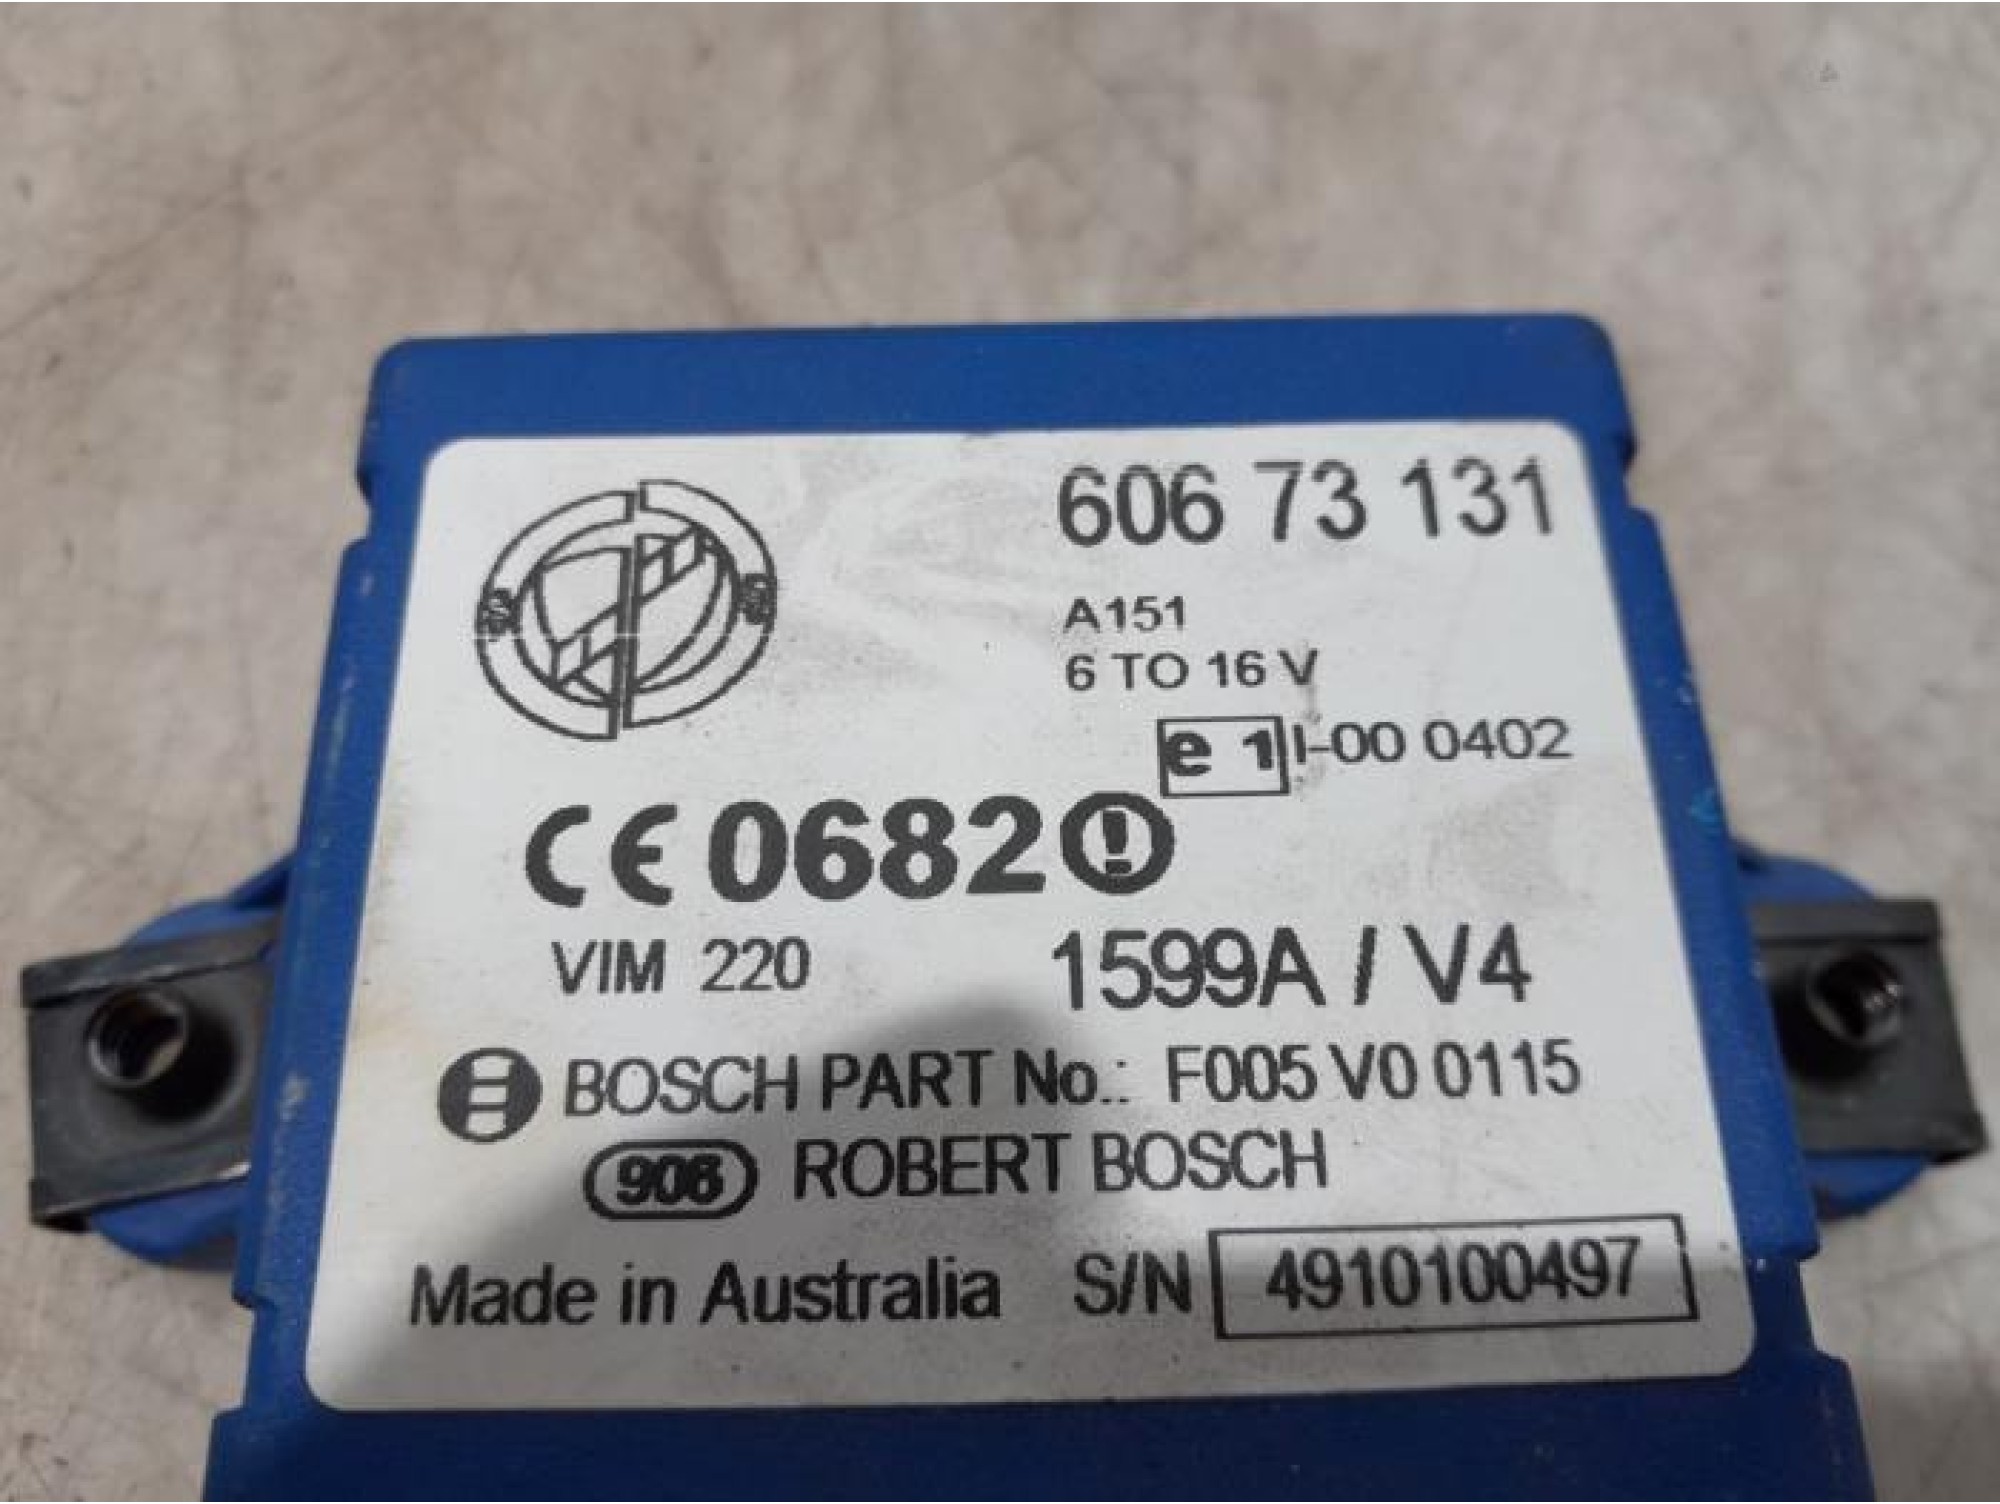 606 73 131
A151
6 TO 16 V
e 1 I-00 0402
CE 0682 !
VIM 220 1599A / V4
BOSCH PART No.: F005 V0 0115
906 ROBERT BOSCH
Made in Australia S/N 4910100497